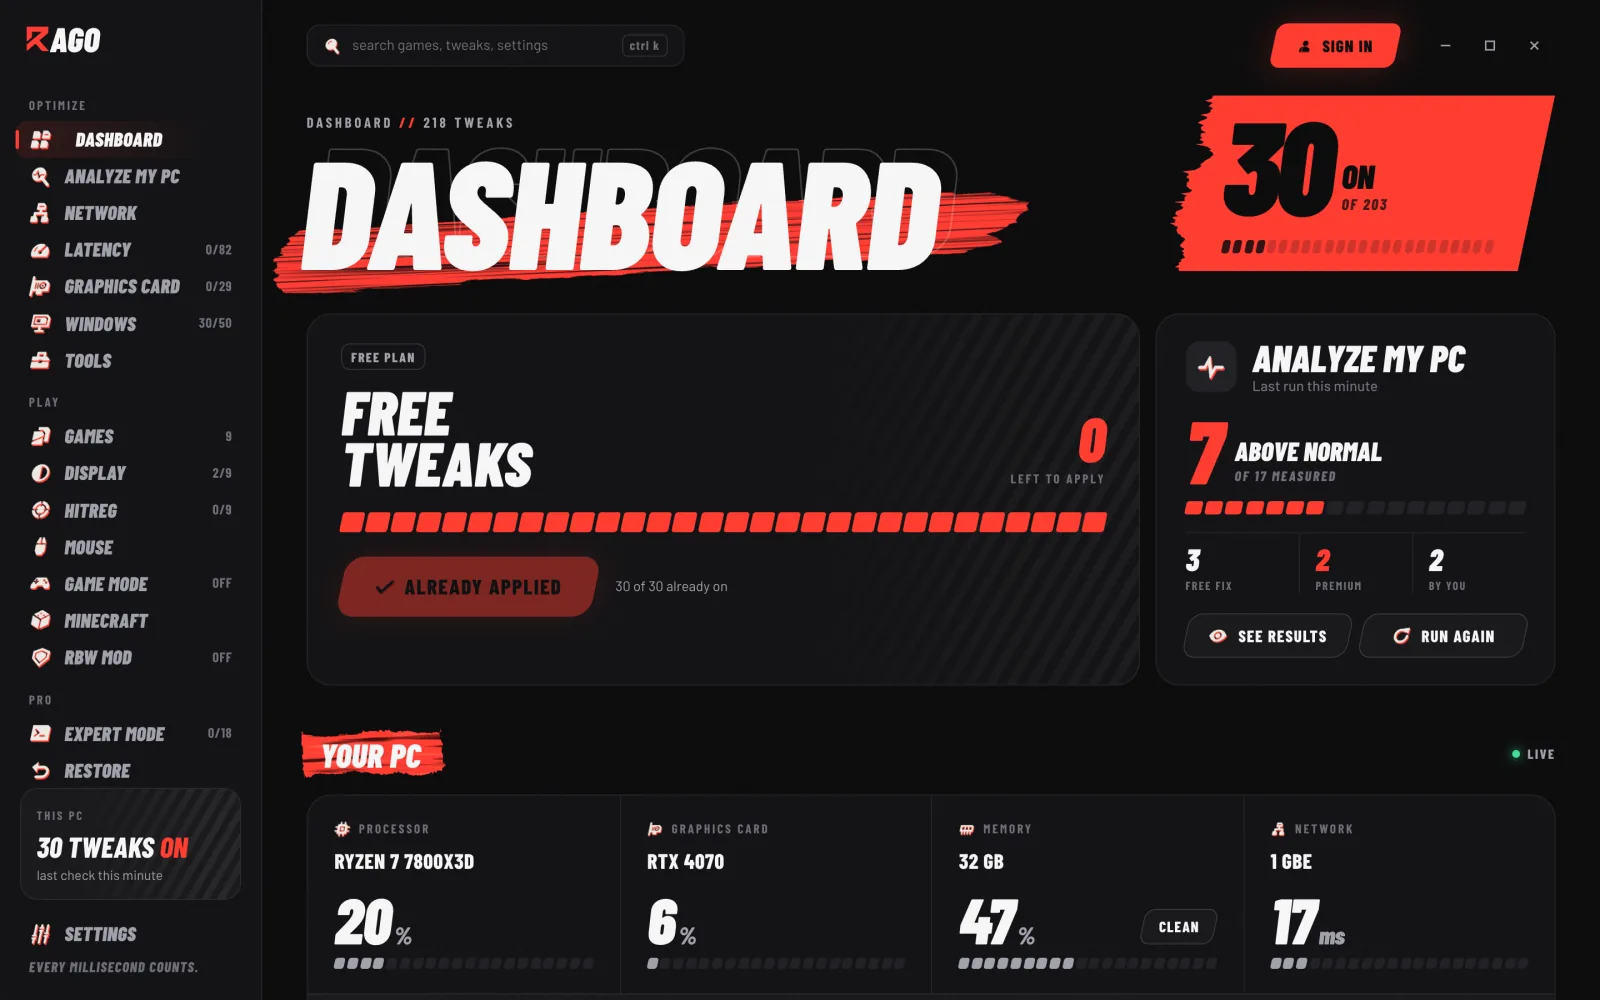 RAGO
search games, tweaks, settings
ctrl k
SIGN IN
OPTIMIZE
DASHBOARD
ANALYZE MY PC
NETWORK
LATENCY 0/82
GRAPHICS CARD 0/29
WINDOWS 30/50
TOOLS
PLAY
GAMES 9
DISPLAY 2/9
HITREG 0/9
MOUSE
GAME MODE OFF
MINECRAFT
RBW MOD OFF
PRO
EXPERT MODE 0/18
RESTORE
THIS PC
30 TWEAKS ON
last check this minute
SETTINGS
EVERY MILLISECOND COUNTS.
DASHBOARD // 218 TWEAKS
DASHBOARD
30 ON
OF 203
FREE PLAN
FREE
TWEAKS
0
LEFT TO APPLY
ALREADY APPLIED
30 of 30 already on
ANALYZE MY PC
Last run this minute
7 ABOVE NORMAL
OF 17 MEASURED
3
FREE FIX
2
PREMIUM
2
BY YOU
SEE RESULTS
RUN AGAIN
YOUR PC
LIVE
PROCESSOR
RYZEN 7 7800X3D
20%
GRAPHICS CARD
RTX 4070
6%
MEMORY
32 GB
47%
CLEAN
NETWORK
1 GBE
17 ms